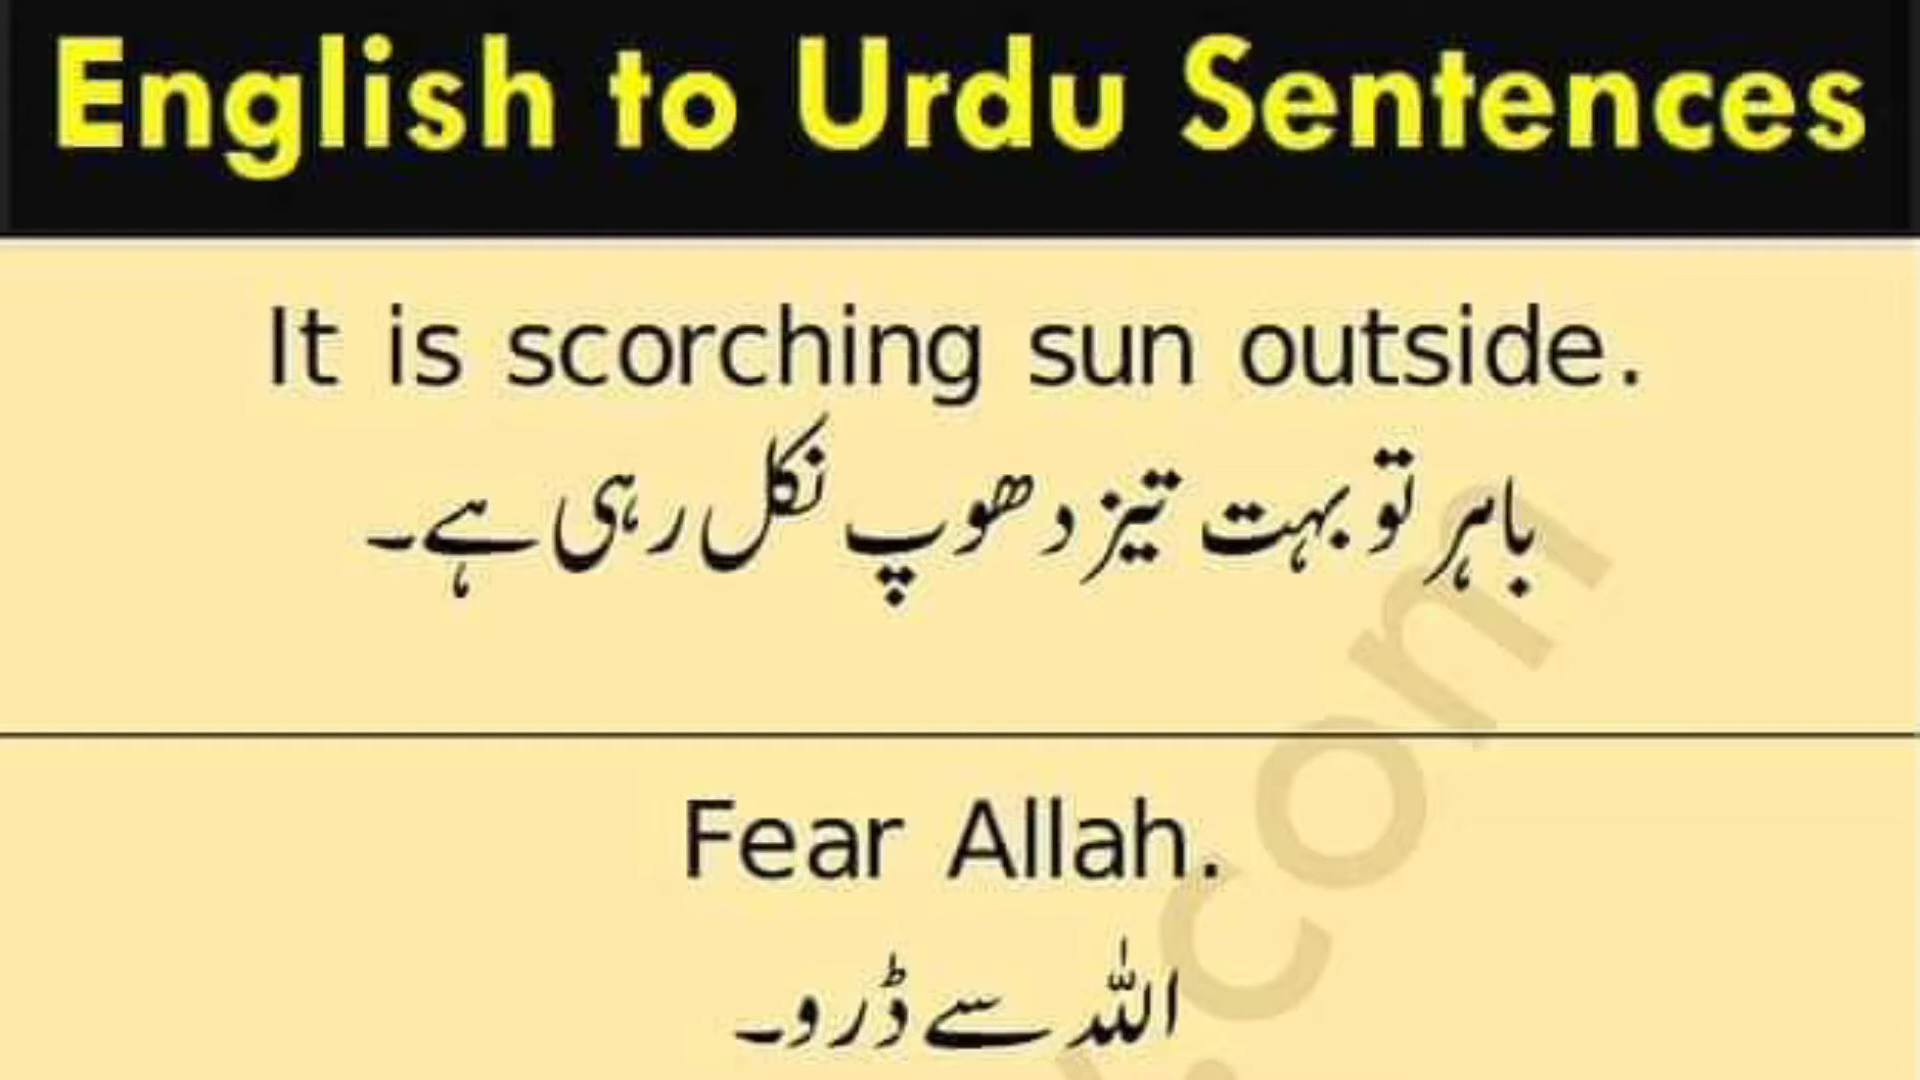 English to Urdu Sentences
It is scorching sun outside.
باہر تو بہت تیز دھوپ نکل رہی ہے۔
Fear Allah.
اللہ سے ڈرو۔
.com